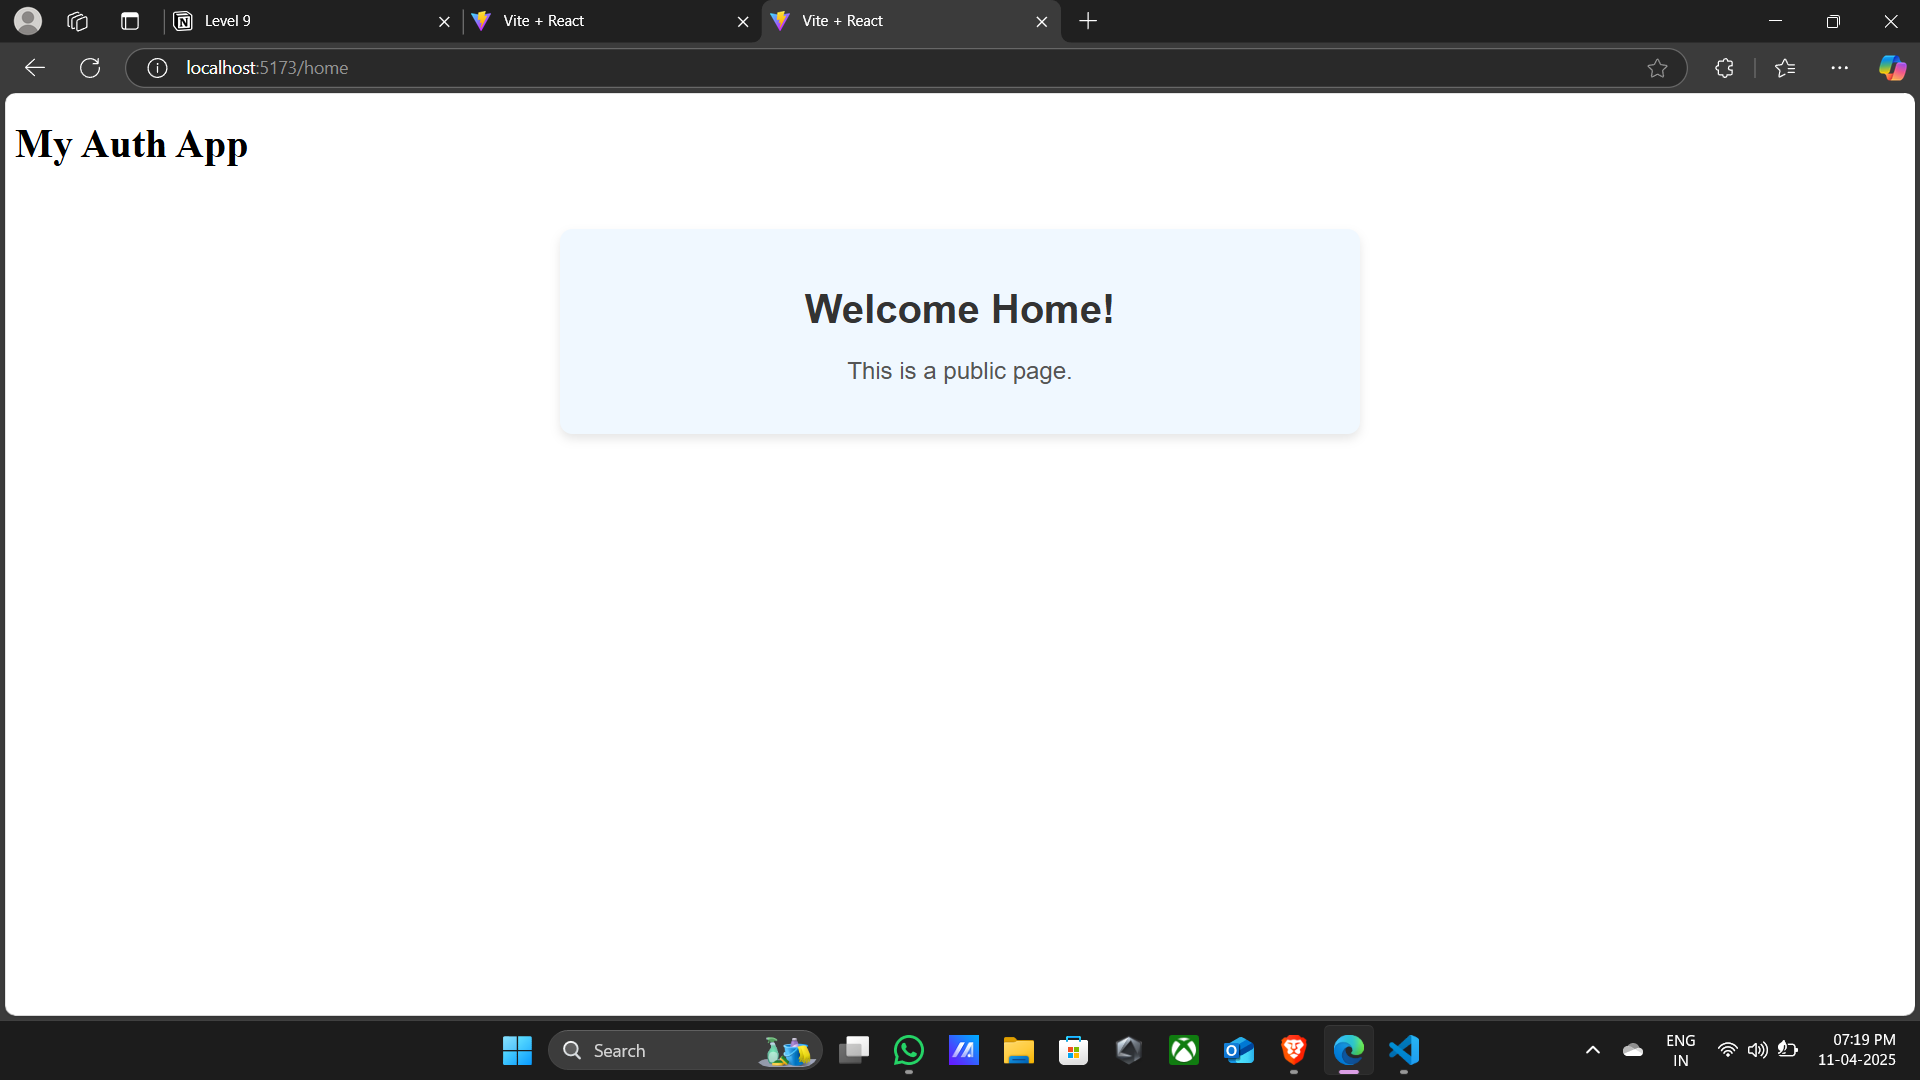 Level 9
Vite + React
Vite + React
localhost:5173/home
My Auth App
Welcome Home!
This is a public page.
Search
ENG
IN
07:19 PM
11-04-2025